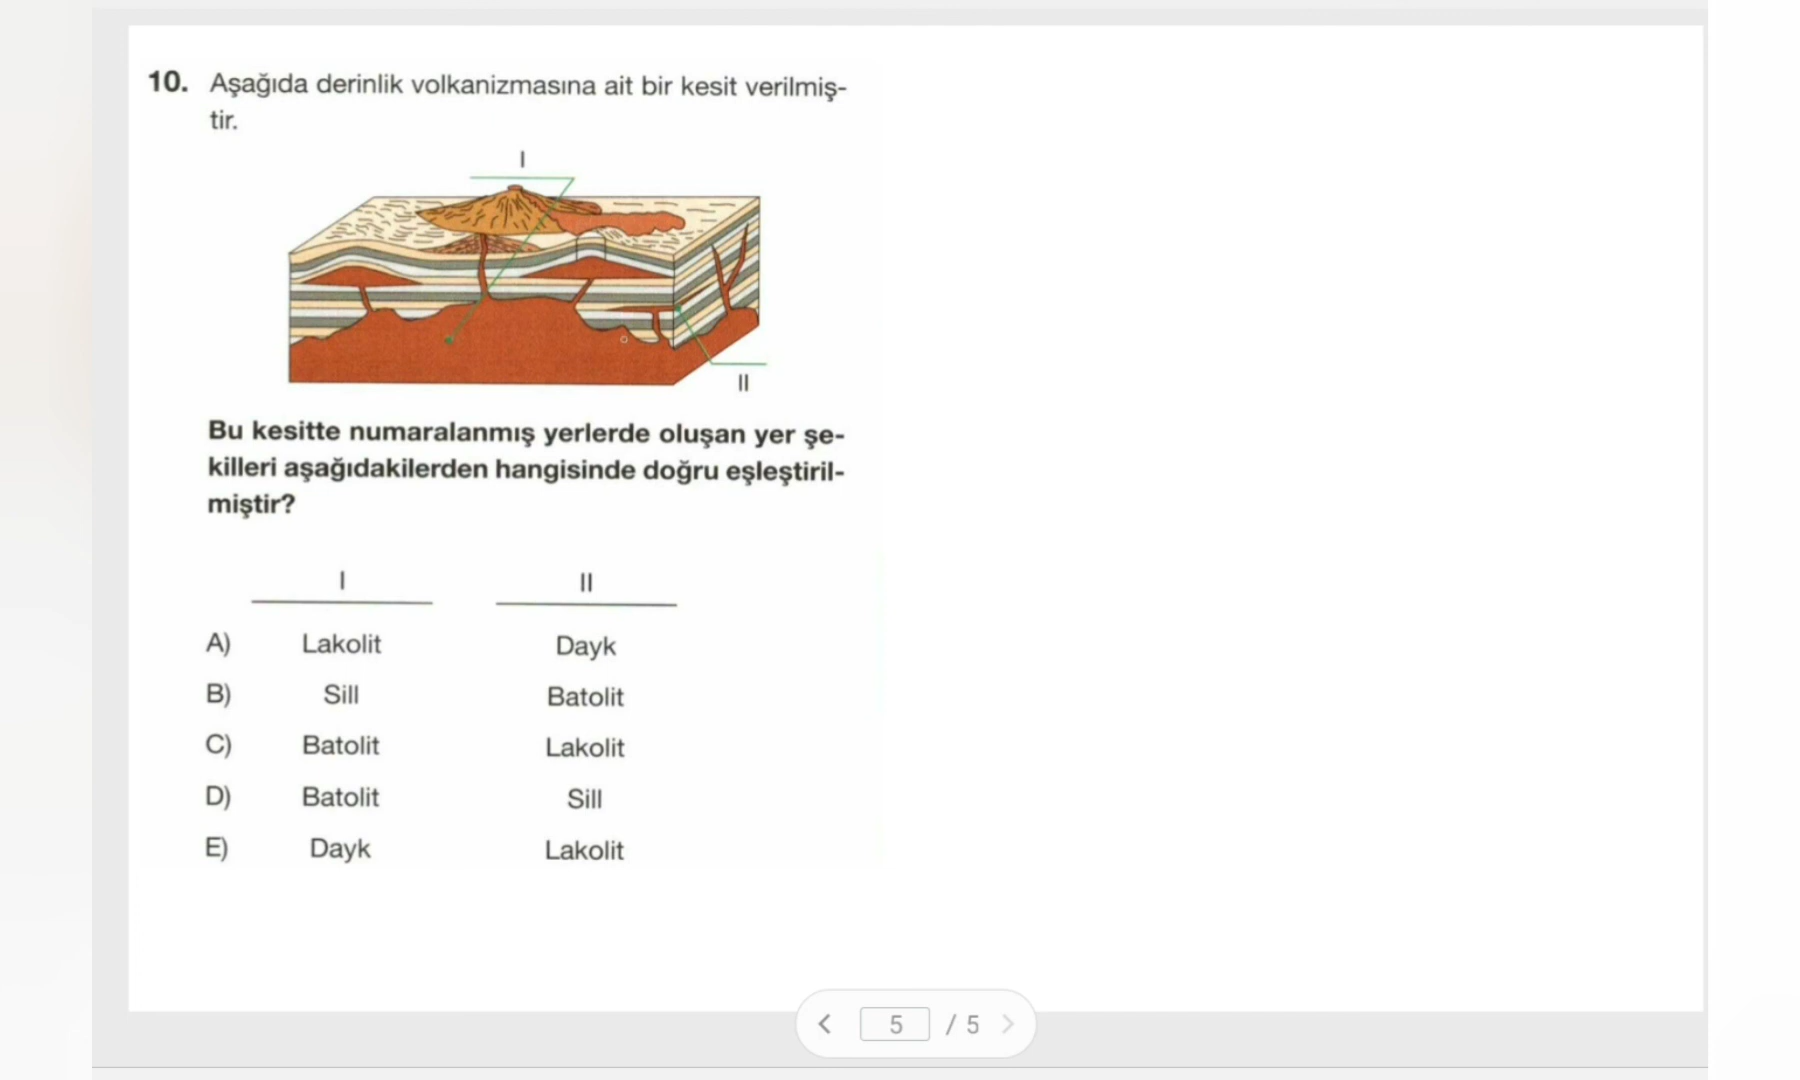 10. Aşağıda derinlik volkanizmasına ait bir kesit verilmiş-
tir.
I
II
Bu kesitte numaralanmış yerlerde oluşan yer şe-
killeri aşağıdakilerden hangisinde doğru eşleştiril-
miştir?
I II
A) Lakolit Dayk
B) Sill Batolit
C) Batolit Lakolit
D) Batolit Sill
E) Dayk Lakolit
5 / 5